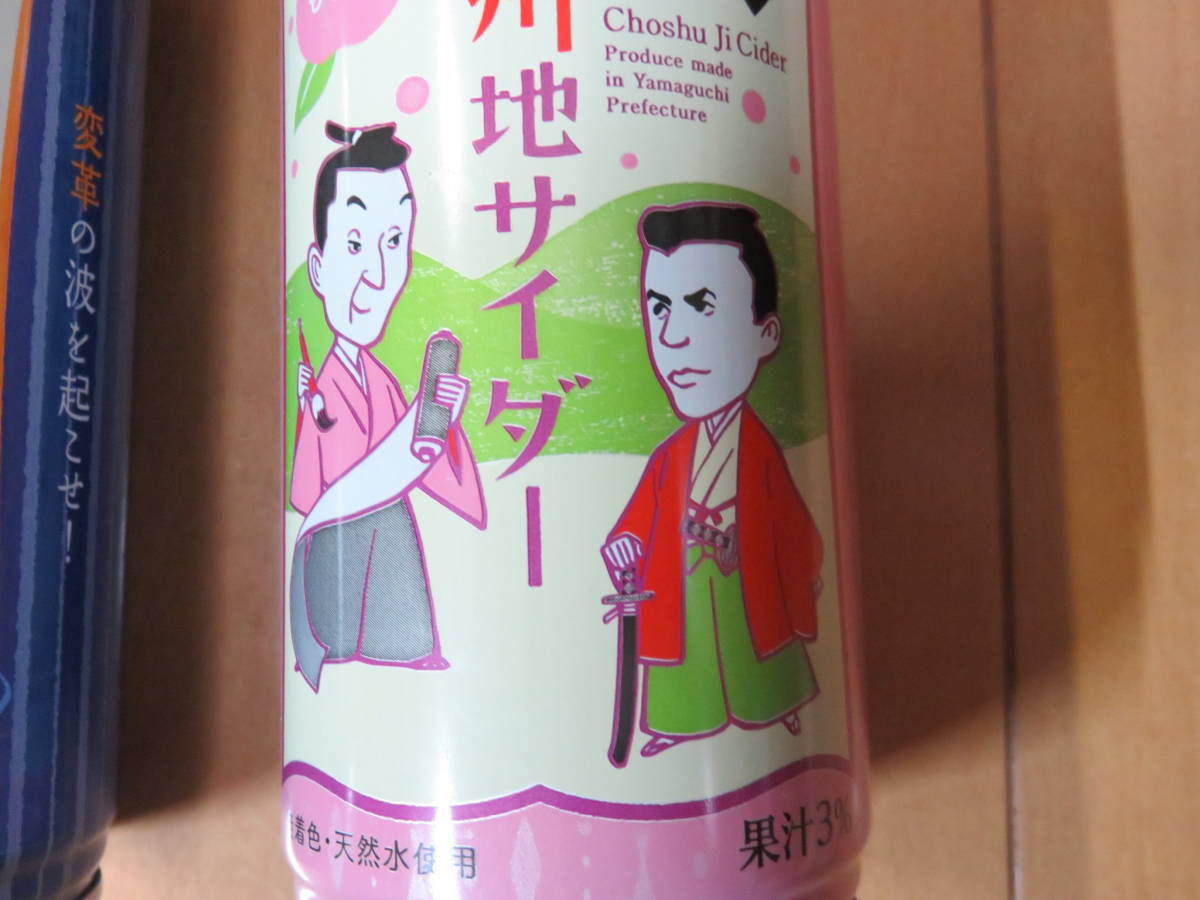 変革の波を起こせ!
州地サイダー
Choshu Ji Cider
Produce made
in Yamaguchi
Prefecture
着色・天然水使用
果汁3%